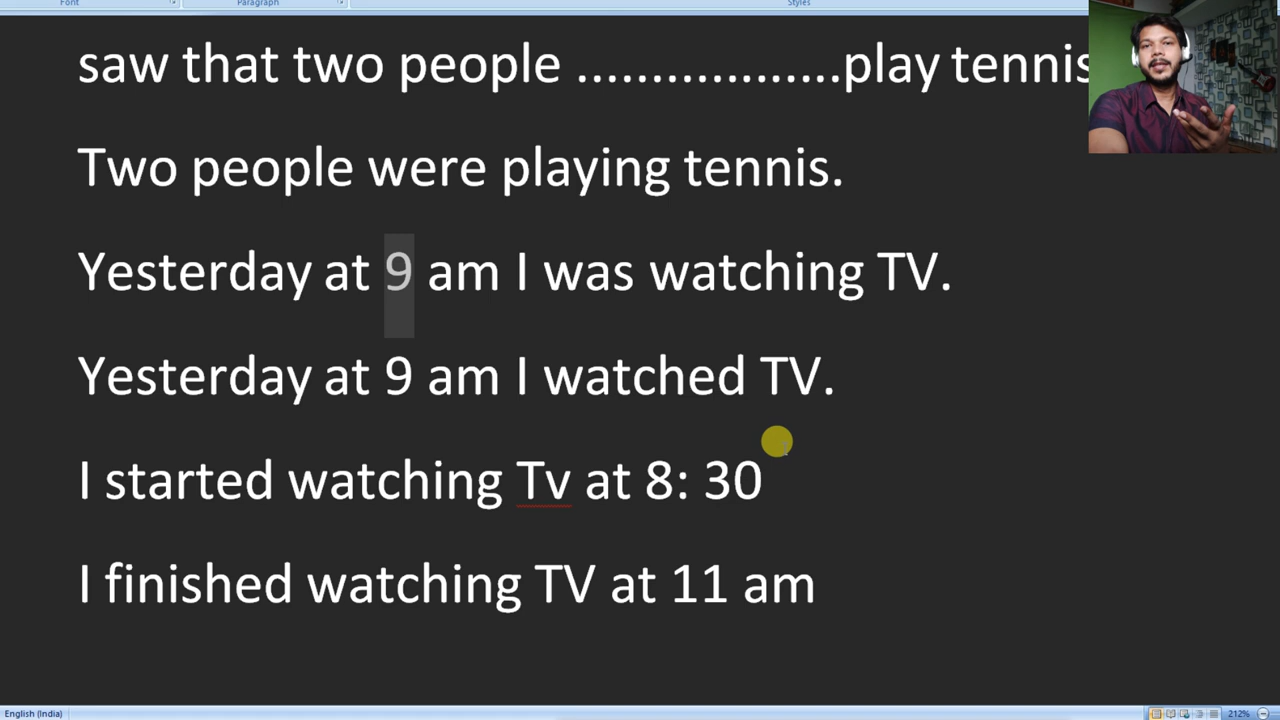 Font
Paragraph
Styles
saw that two people ..................play tennis
Two people were playing tennis.
Yesterday at 9 am I was watching TV.
Yesterday at 9 am I watched TV.
I started watching Tv at 8: 30
I finished watching TV at 11 am
English (India)
212%